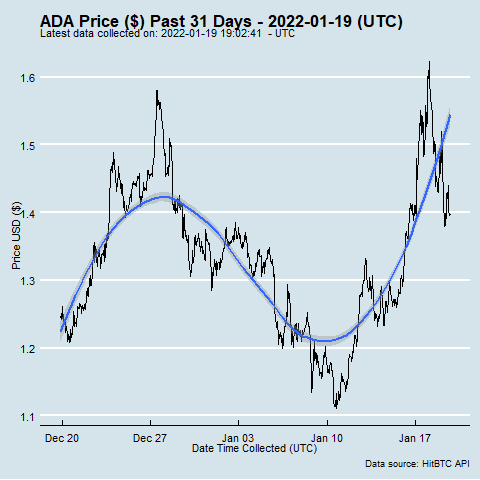 ADA Price ($) Past 31 Days - 2022-01-19 (UTC)
Latest data collected on: 2022-01-19 19:02:41  - UTC
1.6
1.5
1.4
1.3
1.2
1.1
Price USD ($)
Dec 20 Dec 27 Jan 03 Jan 10 Jan 17
Date Time Collected (UTC)
Data source: HitBTC API